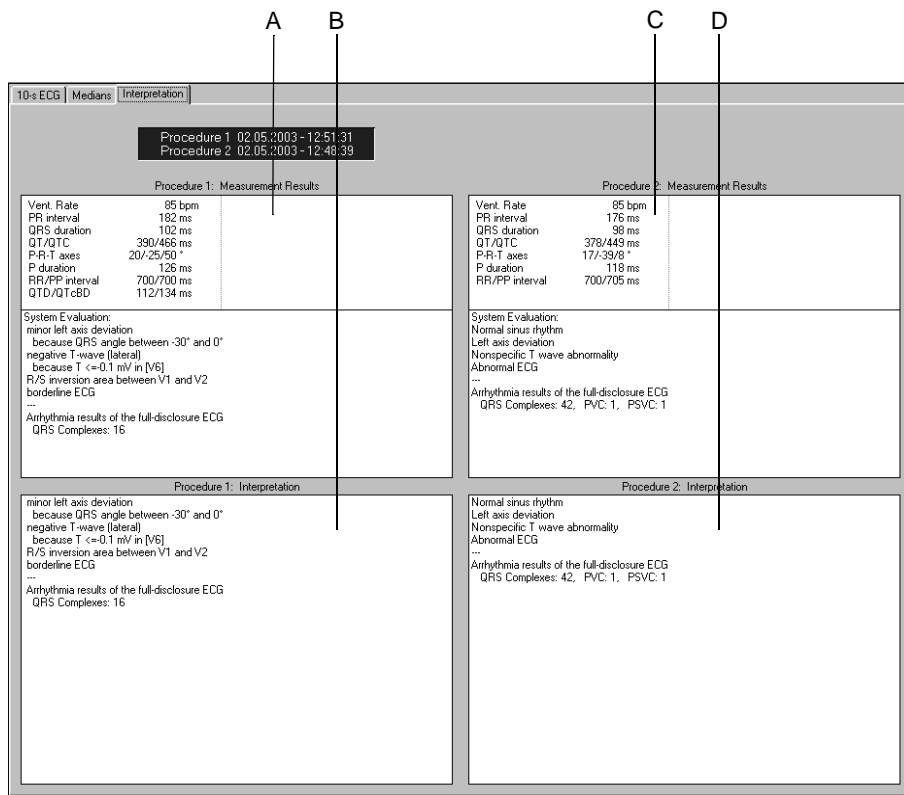 A B C D
10-s ECG Medians Interpretation
Procedure 1 02.05.2003 - 12:51:31
Procedure 2 02.05.2003 - 12:48:39
Procedure 1: Measurement Results
Vent. Rate 85 bpm
PR interval 182 ms
QRS duration 102 ms
QT/QTC 390/466 ms
P-R-T axes 20/-25/50 °
P duration 126 ms
RR/PP interval 700/700 ms
QTD/QTcBD 112/134 ms
System Evaluation:
minor left axis deviation
because QRS angle between -30° and 0°
negative T-wave (lateral)
because T <=-0.1 mV in [V6]
R/S inversion area between V1 and V2
borderline ECG
---
Arrhythmia results of the full-disclosure ECG
QRS Complexes: 16
Procedure 2: Measurement Results
Vent. Rate 85 bpm
PR interval 176 ms
QRS duration 98 ms
QT/QTC 378/449 ms
P-R-T axes 17/-39/8 °
P duration 118 ms
RR/PP interval 700/705 ms
System Evaluation:
Normal sinus rhythm
Left axis deviation
Nonspecific T wave abnormality
Abnormal ECG
---
Arrhythmia results of the full-disclosure ECG
QRS Complexes: 42, PVC: 1, PSVC: 1
Procedure 1: Interpretation
minor left axis deviation
because QRS angle between -30° and 0°
negative T-wave (lateral)
because T <=-0.1 mV in [V6]
R/S inversion area between V1 and V2
borderline ECG
---
Arrhythmia results of the full-disclosure ECG
QRS Complexes: 16
Procedure 2: Interpretation
Normal sinus rhythm
Left axis deviation
Nonspecific T wave abnormality
Abnormal ECG
---
Arrhythmia results of the full-disclosure ECG
QRS Complexes: 42, PVC: 1, PSVC: 1